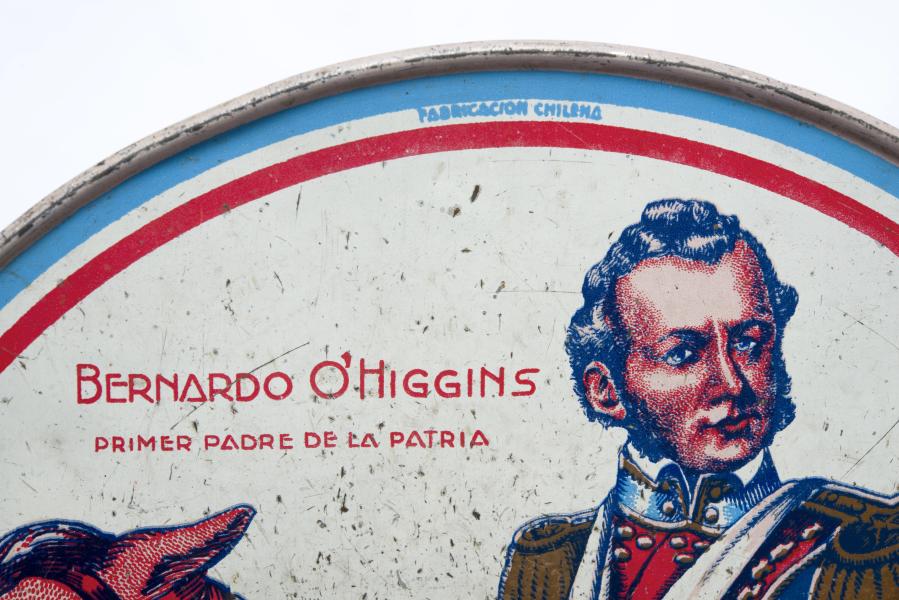 FABRICACION CHILENA
BERNARDO O'HIGGINS
PRIMER PADRE DE LA PATRIA